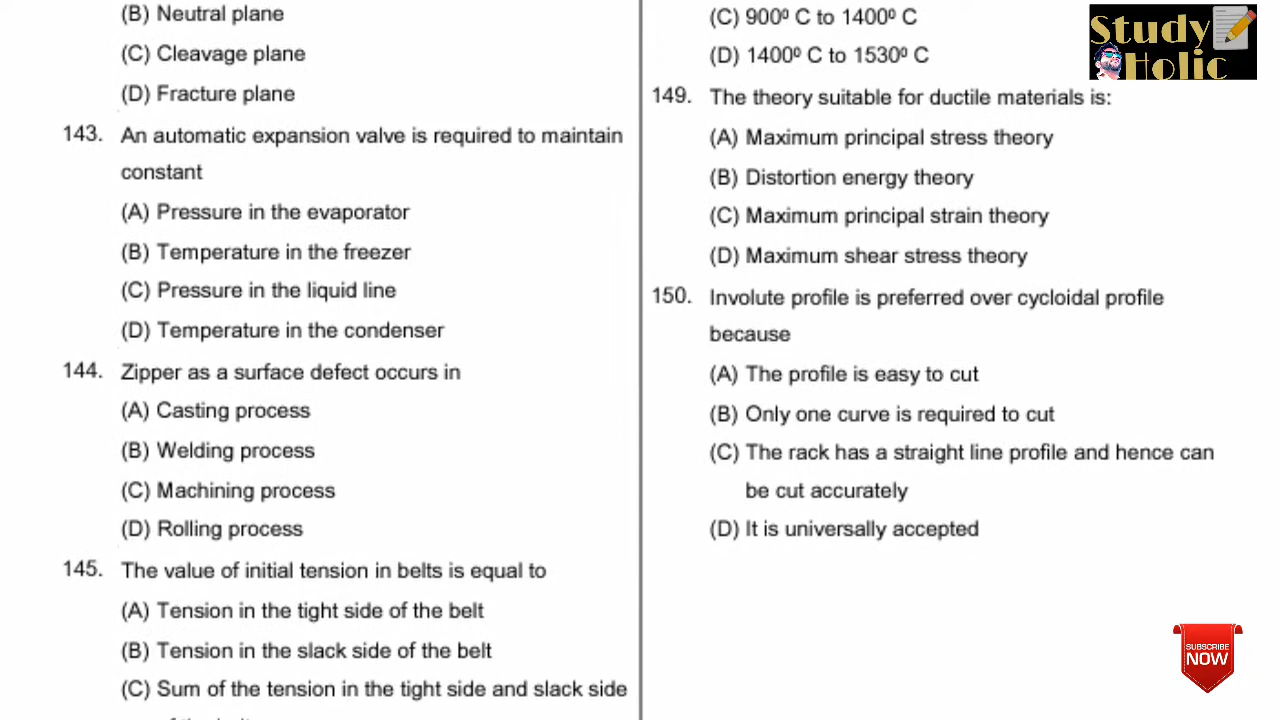 (B) Neutral plane
(C) Cleavage plane
(D) Fracture plane
143. An automatic expansion valve is required to maintain
constant
(A) Pressure in the evaporator
(B) Temperature in the freezer
(C) Pressure in the liquid line
(D) Temperature in the condenser
144. Zipper as a surface defect occurs in
(A) Casting process
(B) Welding process
(C) Machining process
(D) Rolling process
145. The value of initial tension in belts is equal to
(A) Tension in the tight side of the belt
(B) Tension in the slack side of the belt
(C) Sum of the tension in the tight side and slack side
(C) 900⁰ C to 1400⁰ C
(D) 1400⁰ C to 1530⁰ C
149. The theory suitable for ductile materials is:
(A) Maximum principal stress theory
(B) Distortion energy theory
(C) Maximum principal strain theory
(D) Maximum shear stress theory
150. Involute profile is preferred over cycloidal profile
because
(A) The profile is easy to cut
(B) Only one curve is required to cut
(C) The rack has a straight line profile and hence can
be cut accurately
(D) It is universally accepted
Study
Holic
SUBSCRIBE
NOW